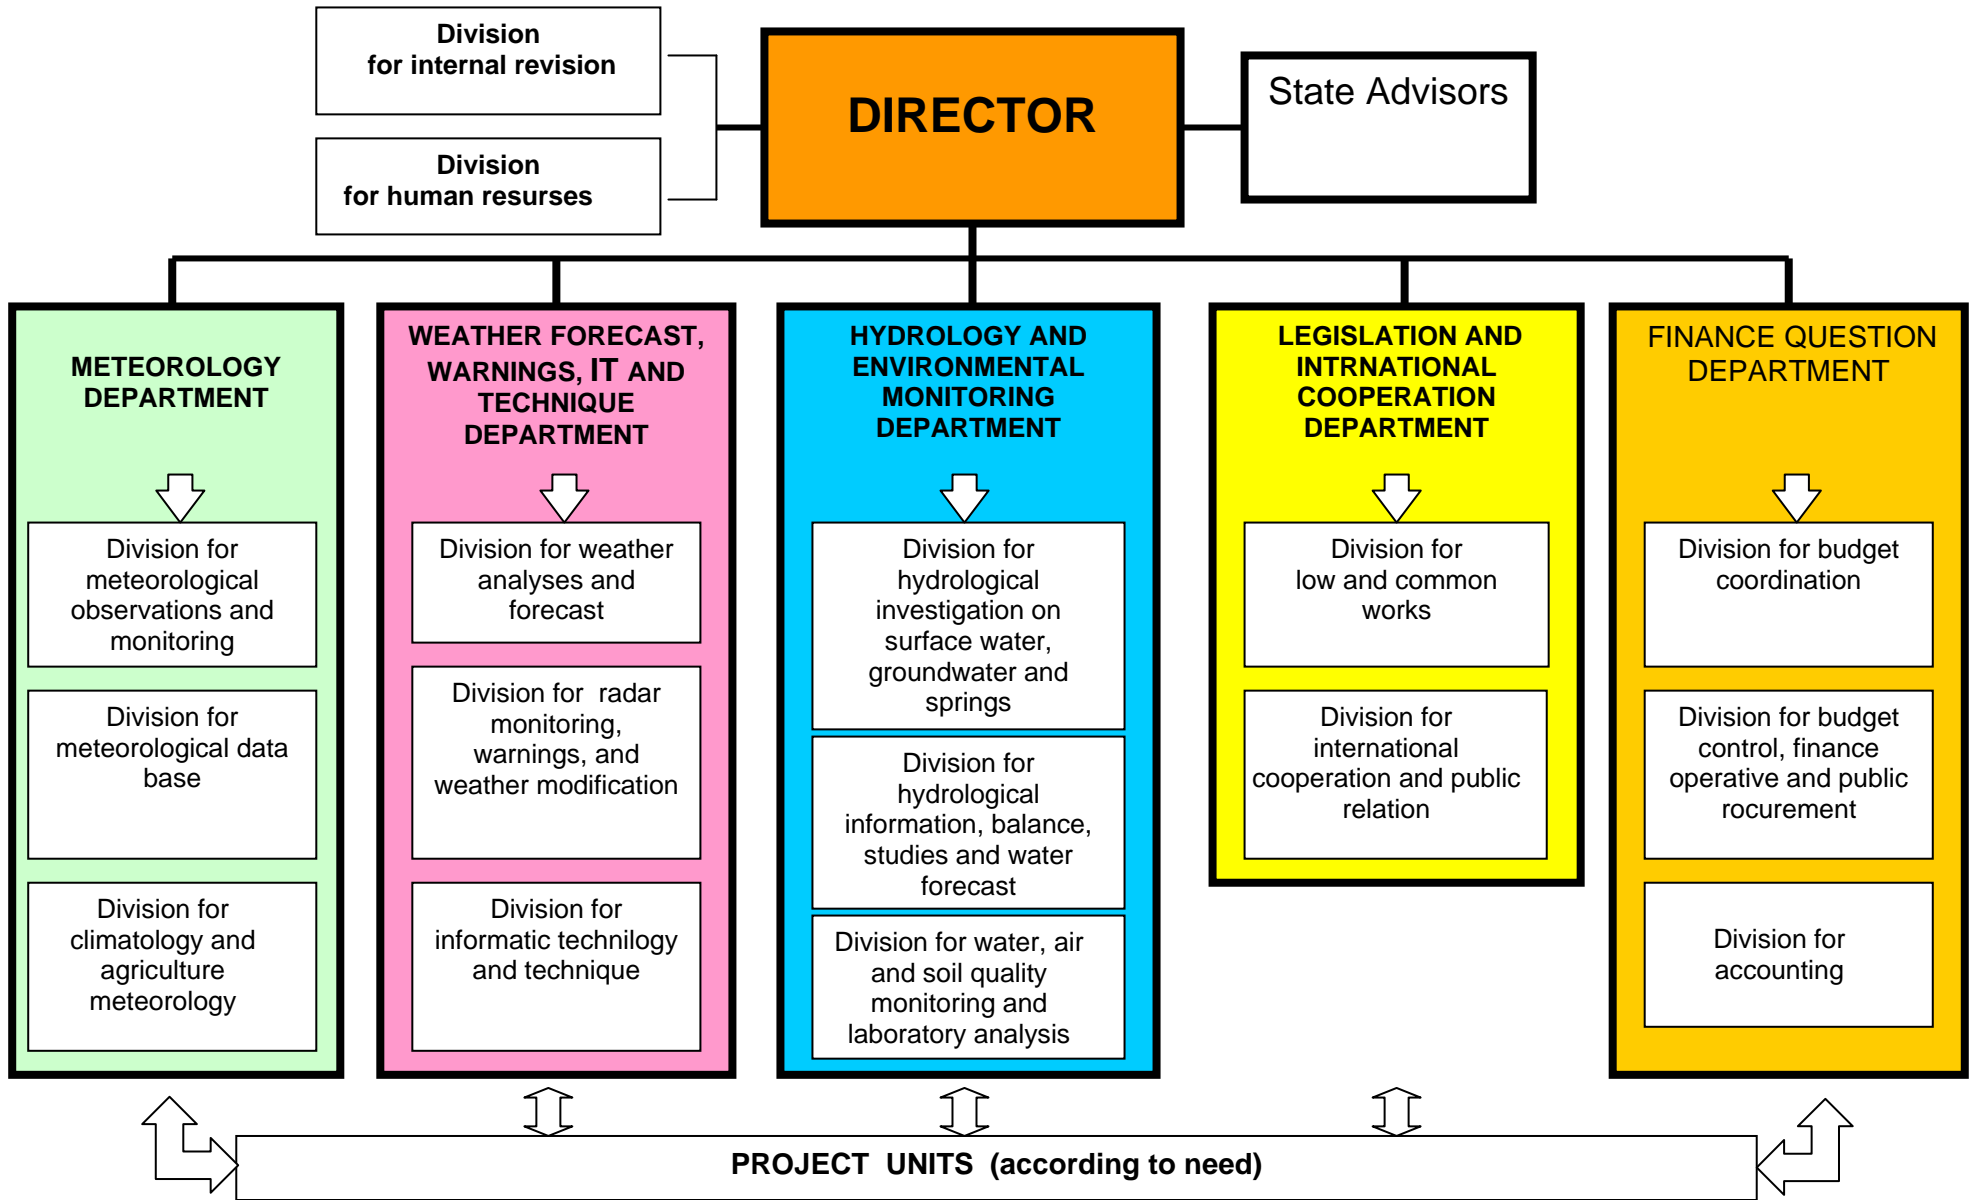 Division
for internal revision
DIRECTOR
State Advisors
Division
for human resurses
METEOROLOGY
DEPARTMENT
Division for
meteorological
observations and
monitoring
Division for
meteorological data
base
Division for
climatology and
agriculture
meteorology
WEATHER FORECAST,
WARNINGS, IT AND
TECHNIQUE
DEPARTMENT
Division for weather
analyses and
forecast
Division for radar
monitoring,
warnings, and
weather modification
Division for
informatic technilogy
and technique
HYDROLOGY AND
ENVIRONMENTAL
MONITORING
DEPARTMENT
Division for
hydrological
investigation on
surface water,
groundwater and
springs
Division for
hydrological
information, balance,
studies and water
forecast
Division for water, air
and soil quality
monitoring and
laboratory analysis
LEGISLATION AND
INTRNATIONAL
COOPERATION
DEPARTMENT
Division for
low and common
works
Division for
international
cooperation and public
relation
FINANCE QUESTION
DEPARTMENT
Division for budget
coordination
Division for budget
control, finance
operative and public
rocurement
Division for
accounting
PROJECT UNITS (according to need)